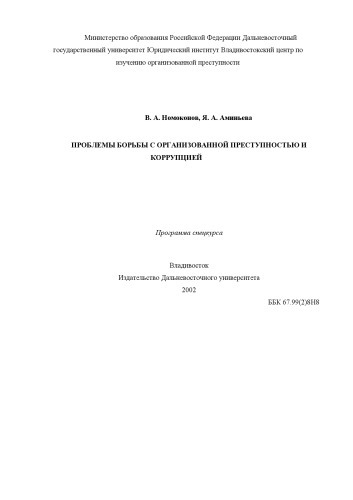 Министерство образования Российской Федерации Дальневосточный
государственный университет Юридический институт Владивостокский центр по
изучению организованной преступности
В. А. Номоконов, Я. А. Аминьева
ПРОБЛЕМЫ БОРЬБЫ С ОРГАНИЗОВАННОЙ ПРЕСТУПНОСТЬЮ И
КОРРУПЦИЕЙ
Программа спецкурса
Владивосток
Издательство Дальневосточного университета
2002
ББК 67.99(2)8Н8